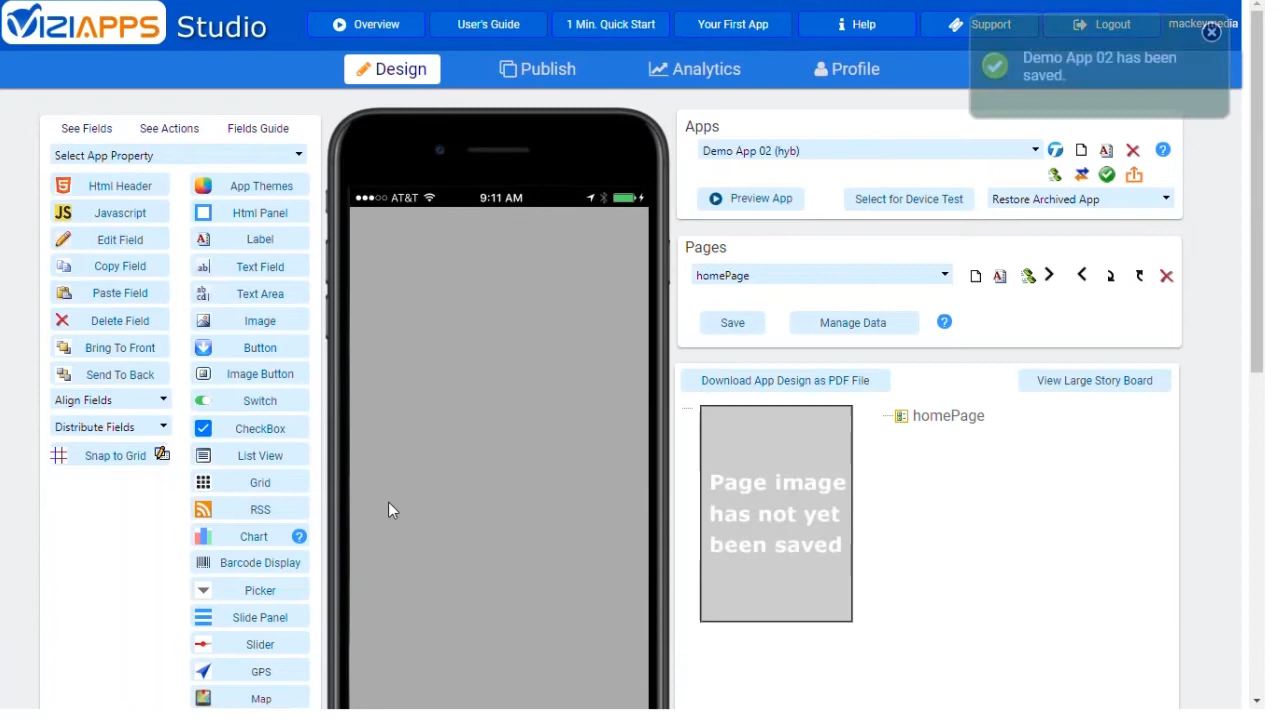 VIZIAPPS Studio
Overview
User's Guide
1 Min. Quick Start
Your First App
Help
Support
Logout
mackeymedia
Design
Publish
Analytics
Profile
Demo App 02 has been
saved.
See Fields
See Actions
Fields Guide
Select App Property
Html Header
App Themes
JS Javascript
Html Panel
Edit Field
Label
Copy Field
Text Field
Paste Field
Text Area
Delete Field
Image
Bring To Front
Button
Send To Back
Image Button
Align Fields
Switch
Distribute Fields
CheckBox
Snap to Grid
List View
Grid
RSS
Chart
Barcode Display
Picker
Slide Panel
Slider
GPS
Map
AT&T
9:11 AM
Apps
Demo App 02 (hyb)
Preview App
Select for Device Test
Restore Archived App
Pages
homePage
Save
Manage Data
Download App Design as PDF File
View Large Story Board
Page image
has not yet
been saved
homePage